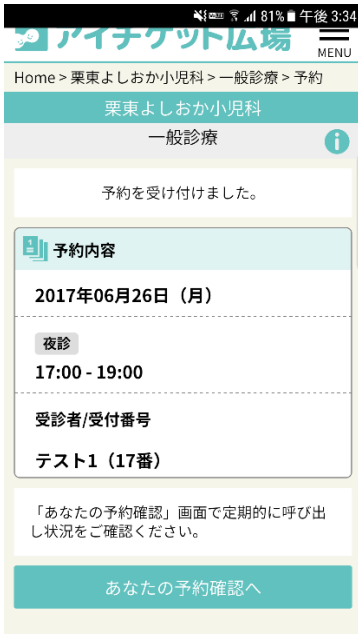 81% 午後 3:34
アイチケット広場
MENU
Home > 栗東よしおか小児科 > 一般診療 > 予約
栗東よしおか小児科
一般診療
i
予約を受け付けました。
1
予約内容
2017年06月26日（月）
夜診
17:00 - 19:00
受診者/受付番号
テスト1（17番）
「あなたの予約確認」画面で定期的に呼び出
し状況をご確認ください。
あなたの予約確認へ